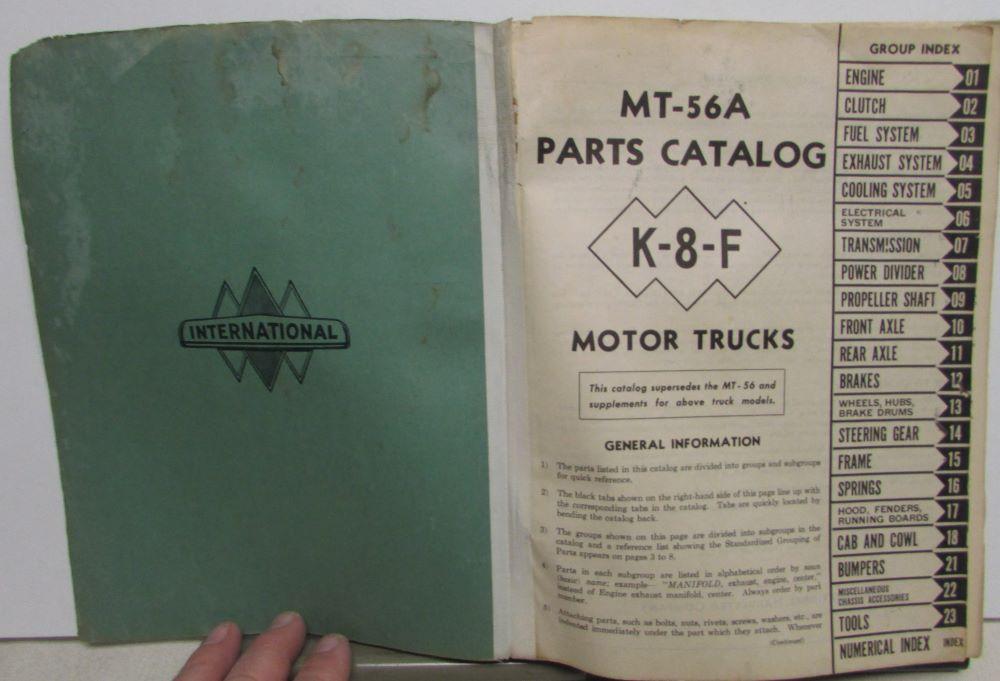 INTERNATIONAL
MT-56A
PARTS CATALOG
K-8-F
MOTOR TRUCKS
This catalog supersedes the MT-56 and
supplements for above truck models.
GENERAL INFORMATION
1) The parts listed in this catalog are divided into groups and subgroups
for quick reference.
2) The black tabs shown on the right-hand side of this page line up with
the corresponding tabs in the catalog. Tabs are quickly located by
bending the catalog back.
3) The groups shown on this page are divided into subgroups in the
catalog and a reference list showing the Standardized Grouping of
Parts appears on pages 3 to 8.
4) Parts in each subgroup are listed in alphabetical order by noun
(basic) name; example— "MANIFOLD, exhaust, engine, center,"
instead of Engine exhaust manifold, center. Always order by part
number.
5) Attaching parts, such as bolts, nuts, rivets, screws, washers, etc., are
indented immediately under the part which they attach. Whenever
(Continued)
GROUP INDEX
ENGINE 01
CLUTCH 02
FUEL SYSTEM 03
EXHAUST SYSTEM 04
COOLING SYSTEM 05
ELECTRICAL
SYSTEM 06
TRANSMISSION 07
POWER DIVIDER 08
PROPELLER SHAFT 09
FRONT AXLE 10
REAR AXLE 11
BRAKES 12
WHEELS, HUBS,
BRAKE DRUMS 13
STEERING GEAR 14
FRAME 15
SPRINGS 16
HOOD, FENDERS,
RUNNING BOARDS 17
CAB AND COWL 18
BUMPERS 21
MISCELLANEOUS
CHASSIS ACCESSORIES 22
TOOLS 23
NUMERICAL INDEX INDEX